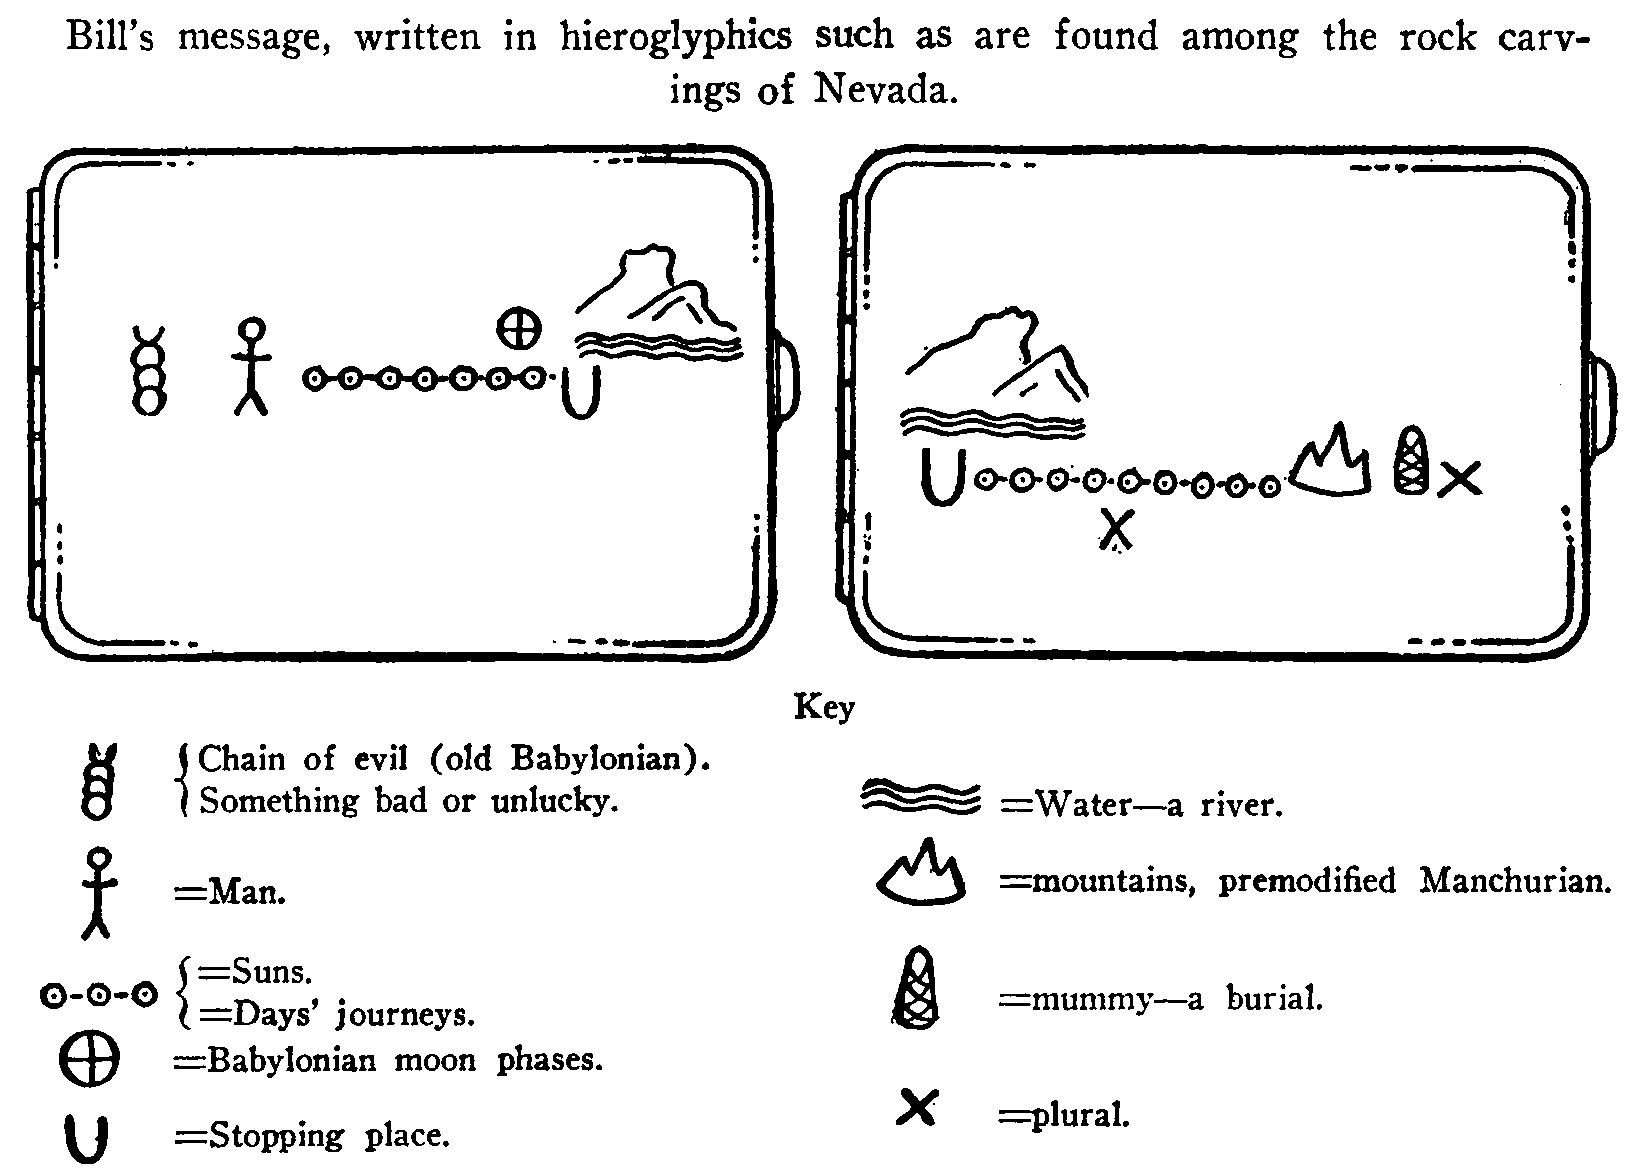 Bill's message, written in hieroglyphics such as are found among the rock carv-
ings of Nevada.
Key
Chain of evil (old Babylonian).
Something bad or unlucky.
=Man.
=Suns.
=Days' journeys.
=Babylonian moon phases.
=Stopping place.
=Water—a river.
=mountains, premodified Manchurian.
=mummy—a burial.
=plural.